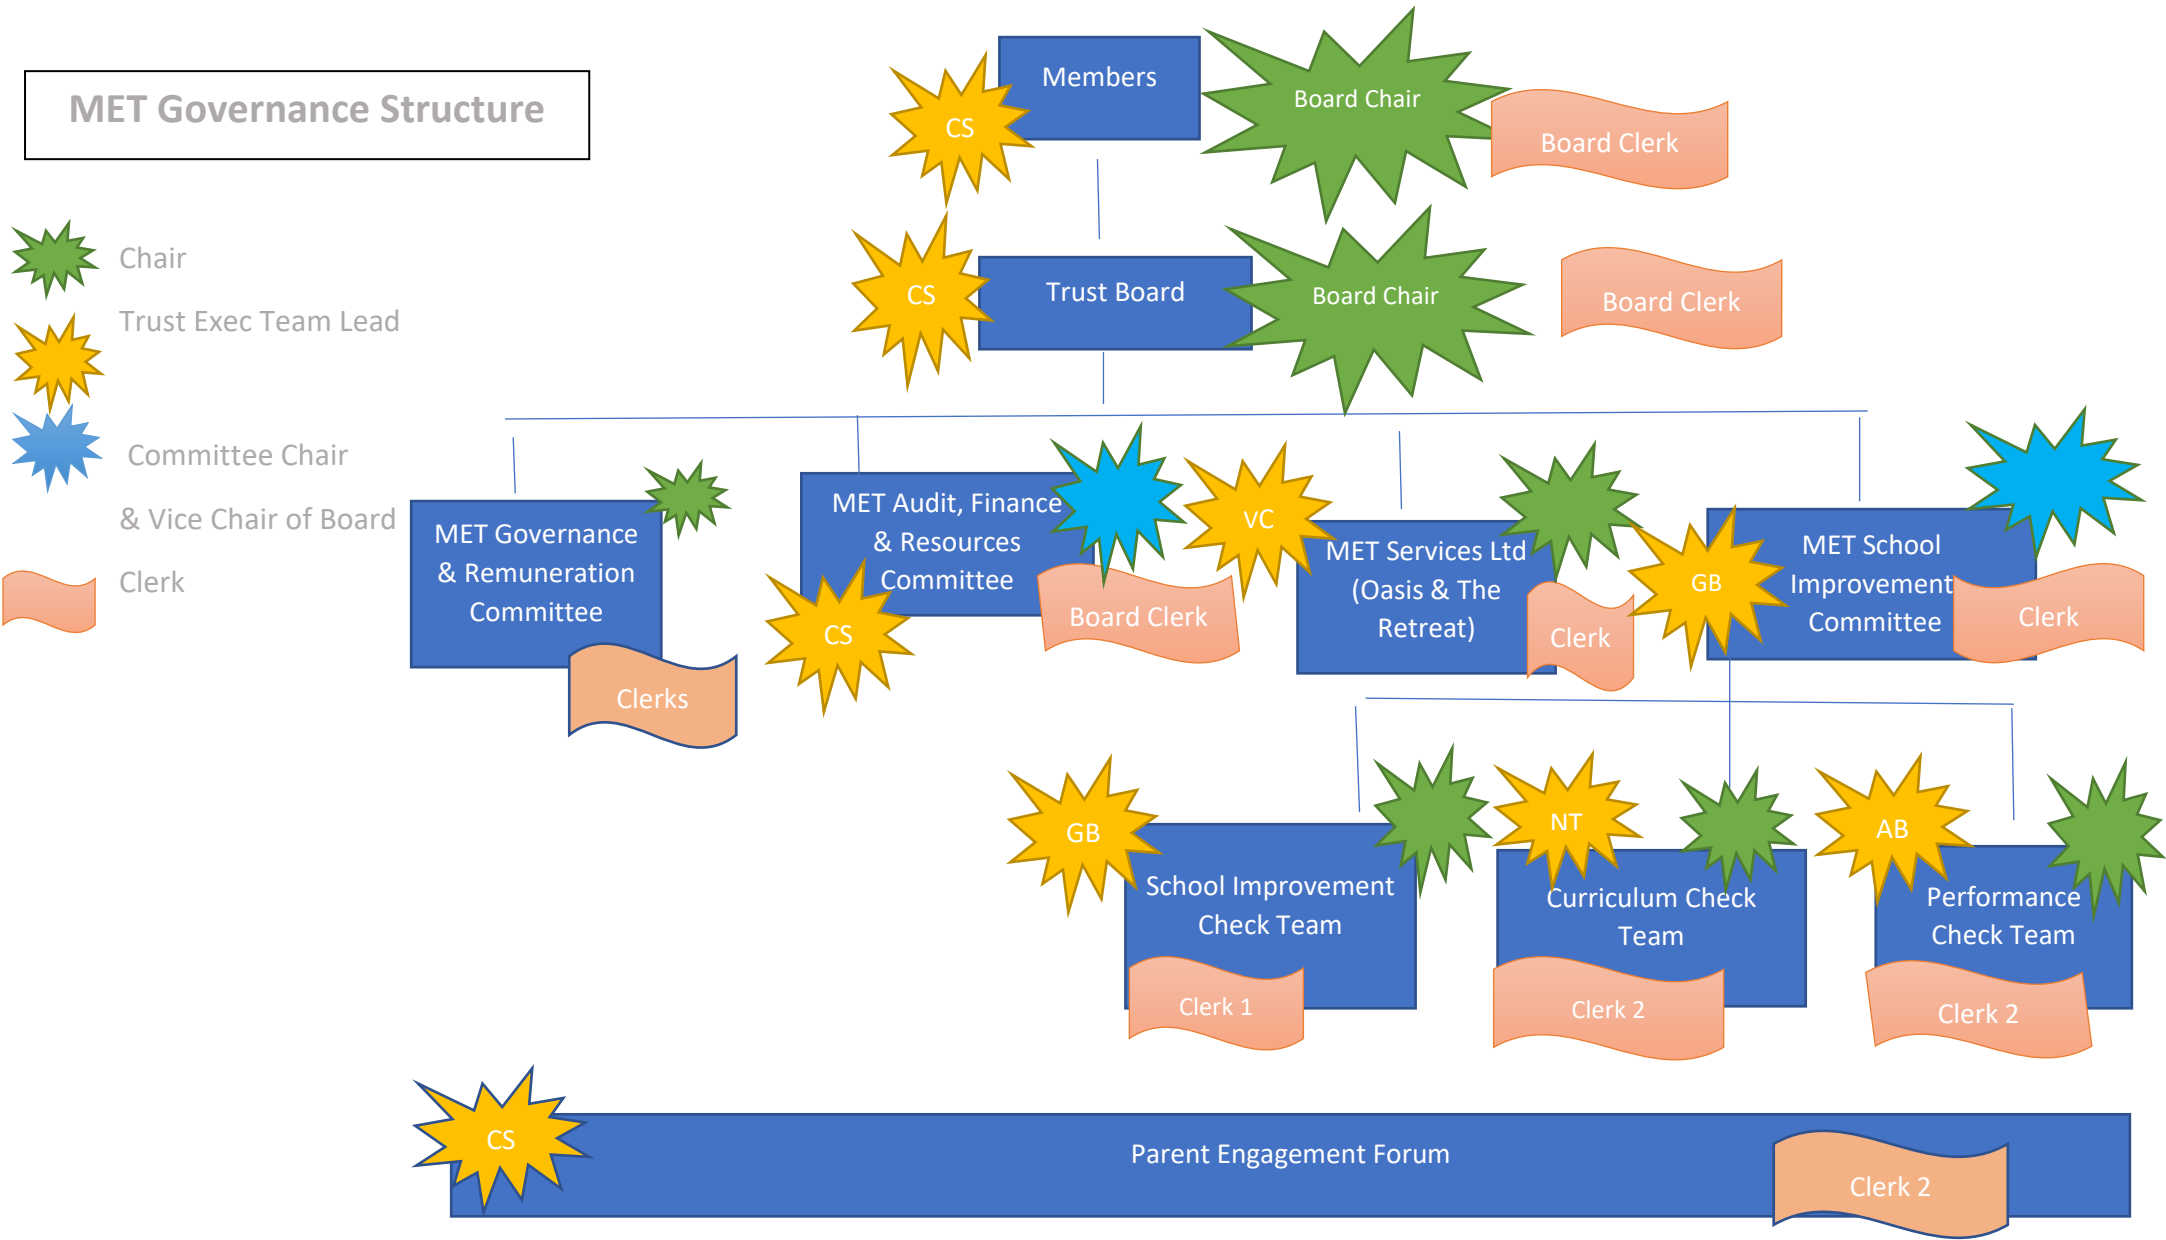 MET Governance Structure
Chair
Trust Exec Team Lead
Committee Chair
& Vice Chair of Board
Clerk
Members
CS
Board Chair
Board Clerk
Trust Board
CS
Board Chair
Board Clerk
MET Governance
& Remuneration
Committee
Clerks
MET Audit, Finance
& Resources
Committee
CS
Board Clerk
VC
MET Services Ltd
(Oasis & The
Retreat)
Clerk
GB
MET School
Improvement
Committee
Clerk
GB
School Improvement
Check Team
Clerk 1
NT
Curriculum Check
Team
Clerk 2
AB
Performance
Check Team
Clerk 2
CS
Parent Engagement Forum
Clerk 2